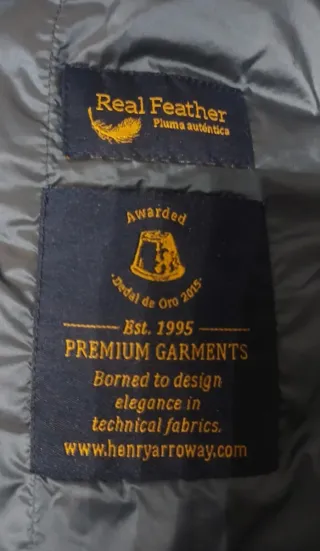 Real Feather
Pluma auténtica
Awarded
·Dedal de Oro 2015·
Est. 1995
PREMIUM GARMENTS
Borned to design
elegance in
technical fabrics.
www.henryarroway.com